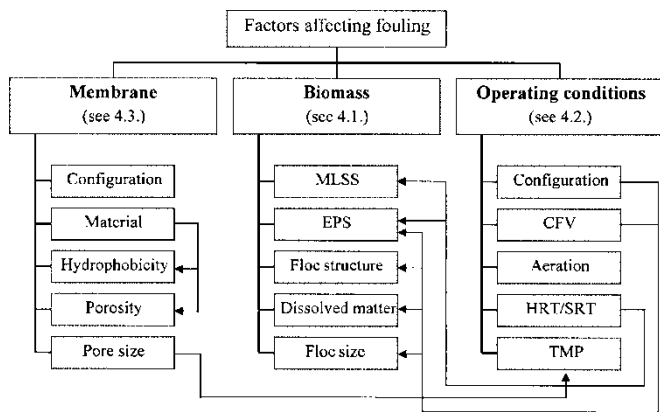 Factors affecting fouling
Membrane
(see 4.3.)
Biomass
(see 4.1.)
Operating conditions
(see 4.2.)
Configuration
Material
Hydrophobicity
Porosity
Pore size
MLSS
EPS
Floc structure
Dissolved matter
Floc size
Configuration
CFV
Aeration
HRT/SRT
TMP